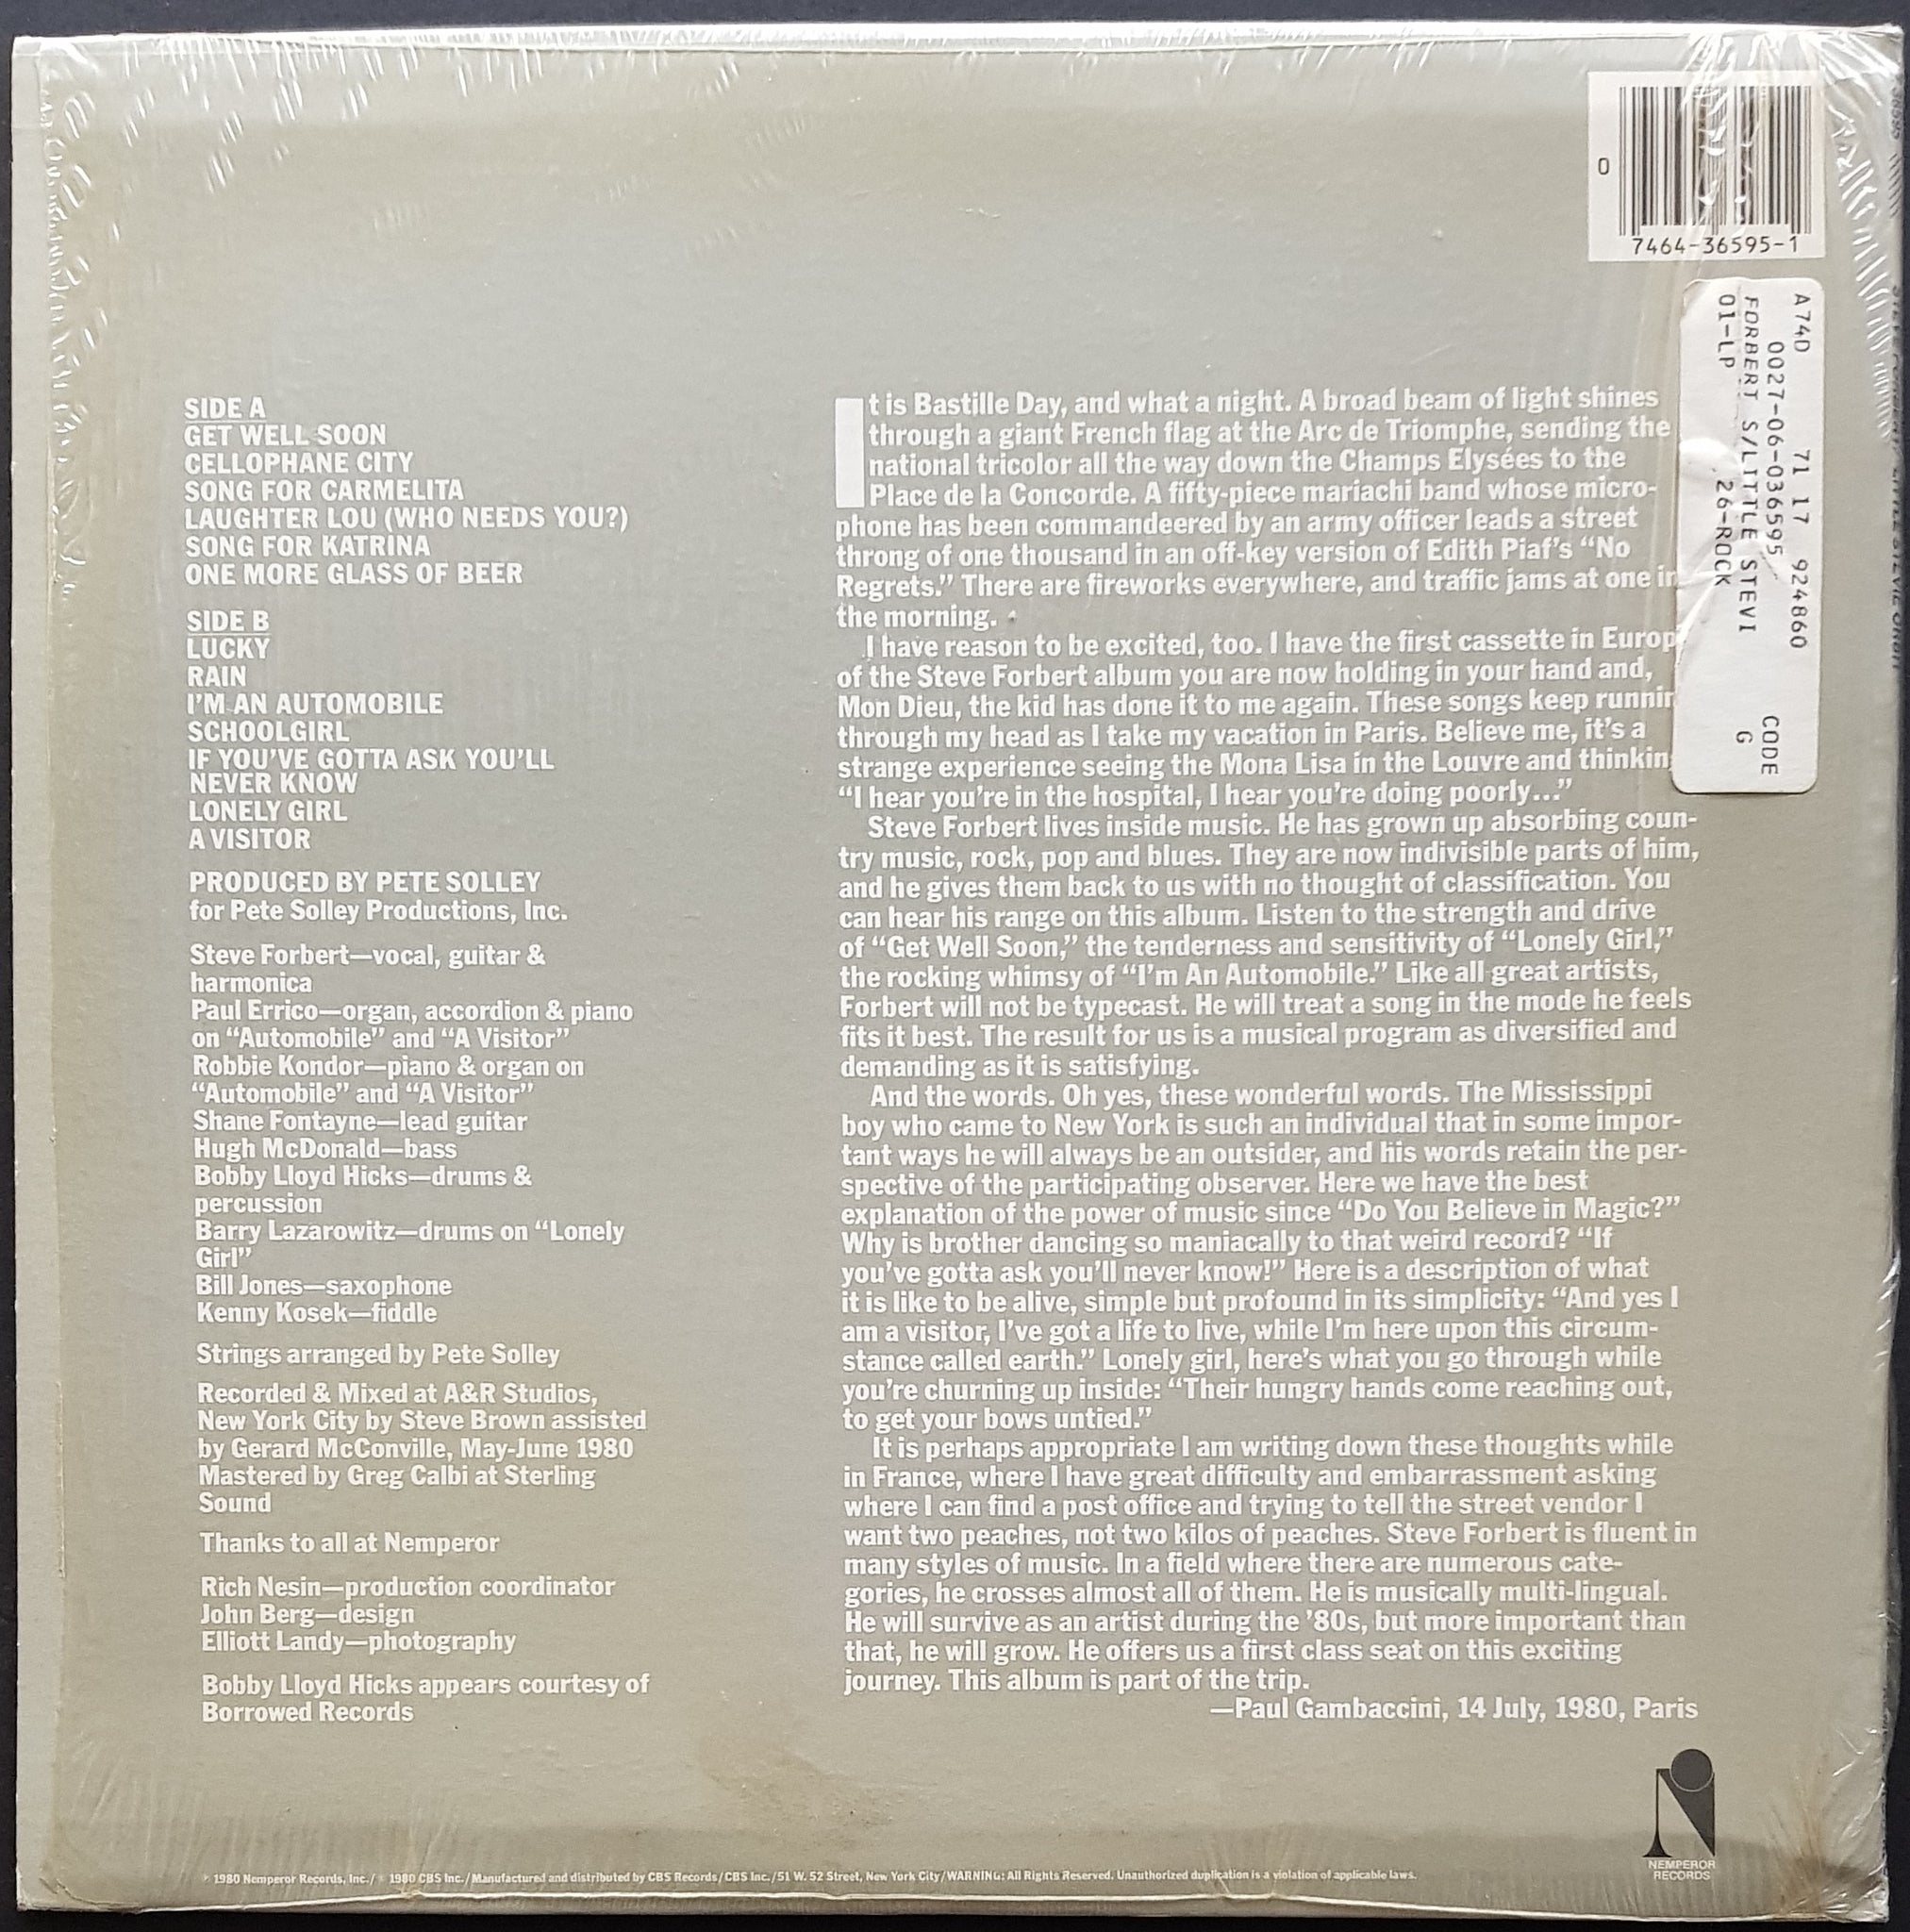 0
7464-36595-1
A74D 71 17 924860
0027-06-036595 CODE
FORBERT S/LITTLE STEVI G
01-LP 26-ROCK
SIDE A
GET WELL SOON
CELLOPHANE CITY
SONG FOR CARMELITA
LAUGHTER LOU (WHO NEEDS YOU?)
SONG FOR KATRINA
ONE MORE GLASS OF BEER
SIDE B
LUCKY
RAIN
I'M AN AUTOMOBILE
SCHOOLGIRL
IF YOU'VE GOTTA ASK YOU'LL
NEVER KNOW
LONELY GIRL
A VISITOR
PRODUCED BY PETE SOLLEY
for Pete Solley Productions, Inc.
Steve Forbert—vocal, guitar &
harmonica
Paul Errico—organ, accordion & piano
on “Automobile” and “A Visitor”
Robbie Kondor—piano & organ on
“Automobile” and “A Visitor”
Shane Fontayne—lead guitar
Hugh McDonald—bass
Bobby Lloyd Hicks—drums &
percussion
Barry Lazarowitz—drums on “Lonely
Girl”
Bill Jones—saxophone
Kenny Kosek—fiddle
Strings arranged by Pete Solley
Recorded & Mixed at A&R Studios,
New York City by Steve Brown assisted
by Gerard McConville, May-June 1980
Mastered by Greg Calbi at Sterling
Sound
Thanks to all at Nemperor
Rich Nesin—production coordinator
John Berg—design
Elliott Landy—photography
Bobby Lloyd Hicks appears courtesy of
Borrowed Records
It is Bastille Day, and what a night. A broad beam of light shines
through a giant French flag at the Arc de Triomphe, sending the
national tricolor all the way down the Champs Elysées to the
Place de la Concorde. A fifty-piece mariachi band whose micro-
phone has been commandeered by an army officer leads a street
throng of one thousand in an off-key version of Edith Piaf's “No
Regrets.” There are fireworks everywhere, and traffic jams at one in
the morning.
I have reason to be excited, too. I have the first cassette in Europ
of the Steve Forbert album you are now holding in your hand and,
Mon Dieu, the kid has done it to me again. These songs keep runnin
through my head as I take my vacation in Paris. Believe me, it's a
strange experience seeing the Mona Lisa in the Louvre and thinkin
“I hear you're in the hospital, I hear you're doing poorly...”
Steve Forbert lives inside music. He has grown up absorbing coun-
try music, rock, pop and blues. They are now indivisible parts of him,
and he gives them back to us with no thought of classification. You
can hear his range on this album. Listen to the strength and drive
of “Get Well Soon,” the tenderness and sensitivity of “Lonely Girl,”
the rocking whimsy of “I'm An Automobile.” Like all great artists,
Forbert will not be typecast. He will treat a song in the mode he feels
fits it best. The result for us is a musical program as diversified and
demanding as it is satisfying.
And the words. Oh yes, these wonderful words. The Mississippi
boy who came to New York is such an individual that in some impor-
tant ways he will always be an outsider, and his words retain the per-
spective of the participating observer. Here we have the best
explanation of the power of music since “Do You Believe in Magic?”
Why is brother dancing so maniacally to that weird record? “If
you've gotta ask you'll never know!” Here is a description of what
it is like to be alive, simple but profound in its simplicity: “And yes I
am a visitor, I've got a life to live, while I'm here upon this circum-
stance called earth.” Lonely girl, here's what you go through while
you're churning up inside: “Their hungry hands come reaching out,
to get your bows untied.”
It is perhaps appropriate I am writing down these thoughts while
in France, where I have great difficulty and embarrassment asking
where I can find a post office and trying to tell the street vendor I
want two peaches, not two kilos of peaches. Steve Forbert is fluent in
many styles of music. In a field where there are numerous cate-
gories, he crosses almost all of them. He is musically multi-lingual.
He will survive as an artist during the '80s, but more important than
that, he will grow. He offers us a first class seat on this exciting
journey. This album is part of the trip.
—Paul Gambaccini, 14 July, 1980, Paris
NEMPEROR
RECORDS
℗ 1980 Nemperor Records, Inc./© 1980 CBS Inc./Manufactured and distributed by CBS Records/CBS Inc./51 W. 52 Street, New York City/WARNING: All Rights Reserved. Unauthorized duplication is a violation of applicable laws.